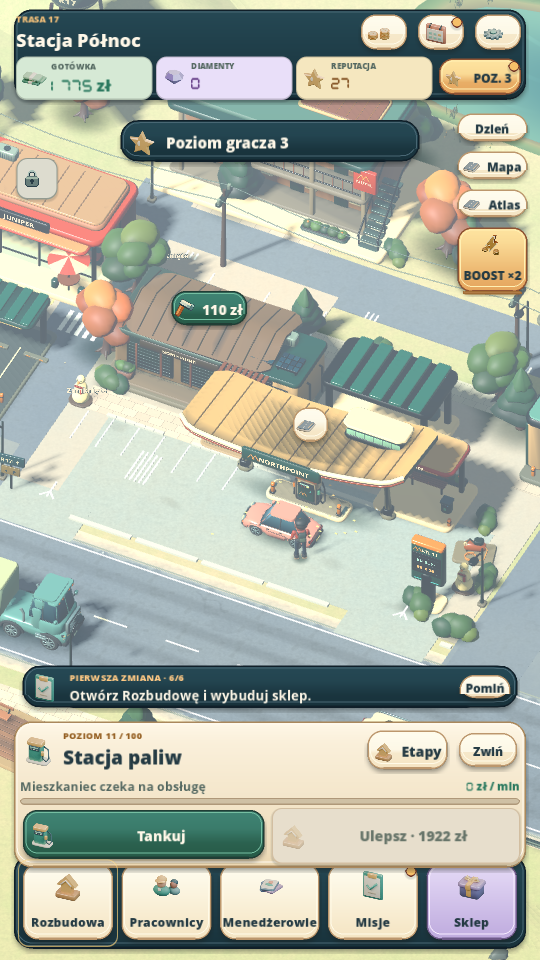 TRASA 17
Stacja Północ
GOTÓWKA
1 775 zł
DIAMENTY
0
REPUTACJA
27
POZ. 3
Poziom gracza 3
Dzień
Mapa
Atlas
BOOST ×2
JUNIPER
110 zł
NORTHPOINT
PIERWSZA ZMIANA · 6/6
Otwórz Rozbudowę i wybuduj sklep.
Pomiń
POZIOM 11 / 100
Stacja paliw
Etapy
Zwiń
Mieszkaniec czeka na obsługę
0 zł / min
Tankuj
Ulepsz · 1922 zł
Rozbudowa
Pracownicy
Menedżerowie
Misje
Sklep